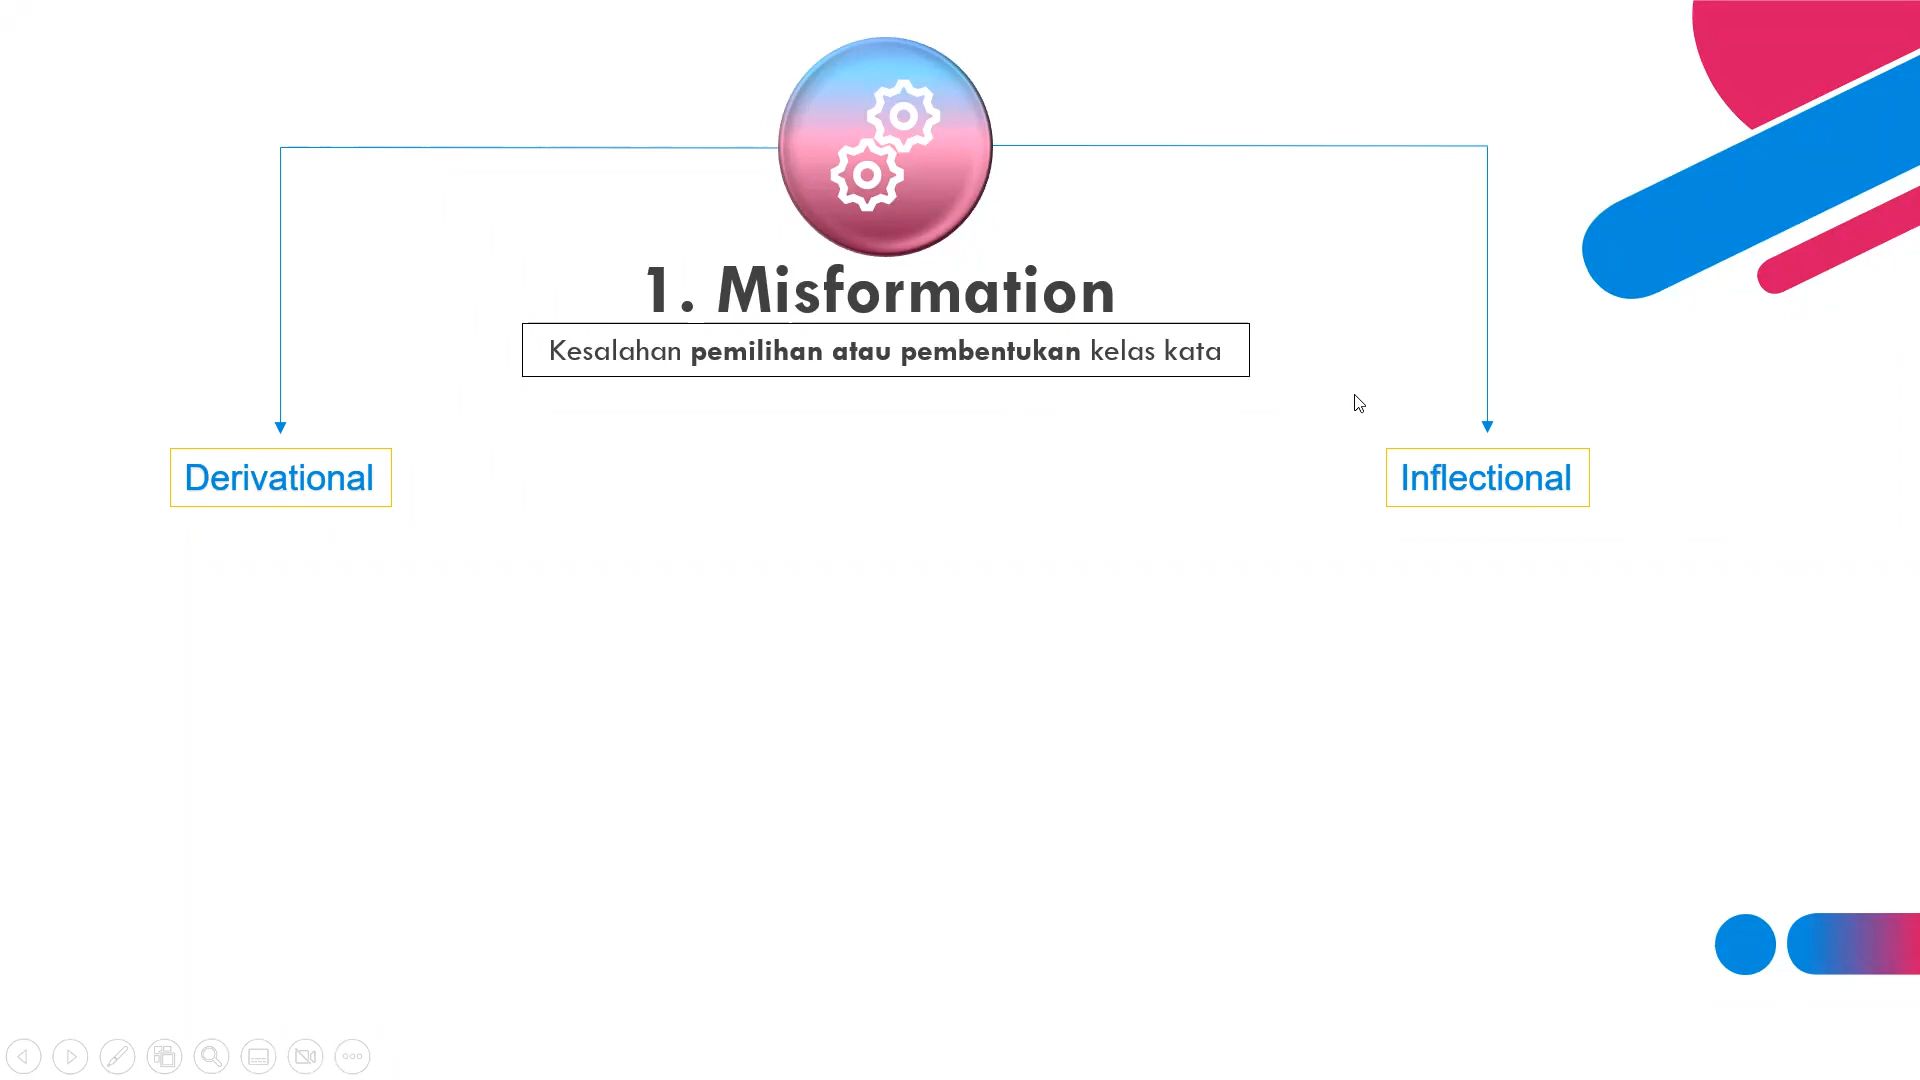 1. Misformation
Kesalahan pemilihan atau pembentukan kelas kata
Derivational
Inflectional